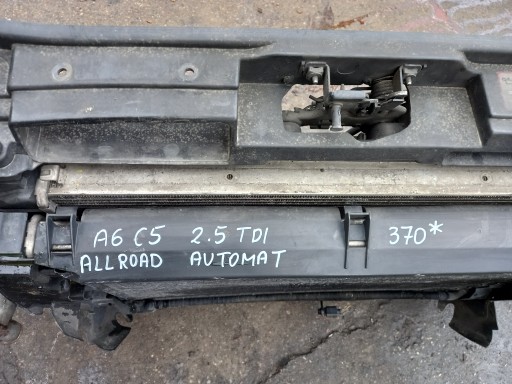 A6 C5 2.5 TDI 370*
ALLROAD AUTOMAT